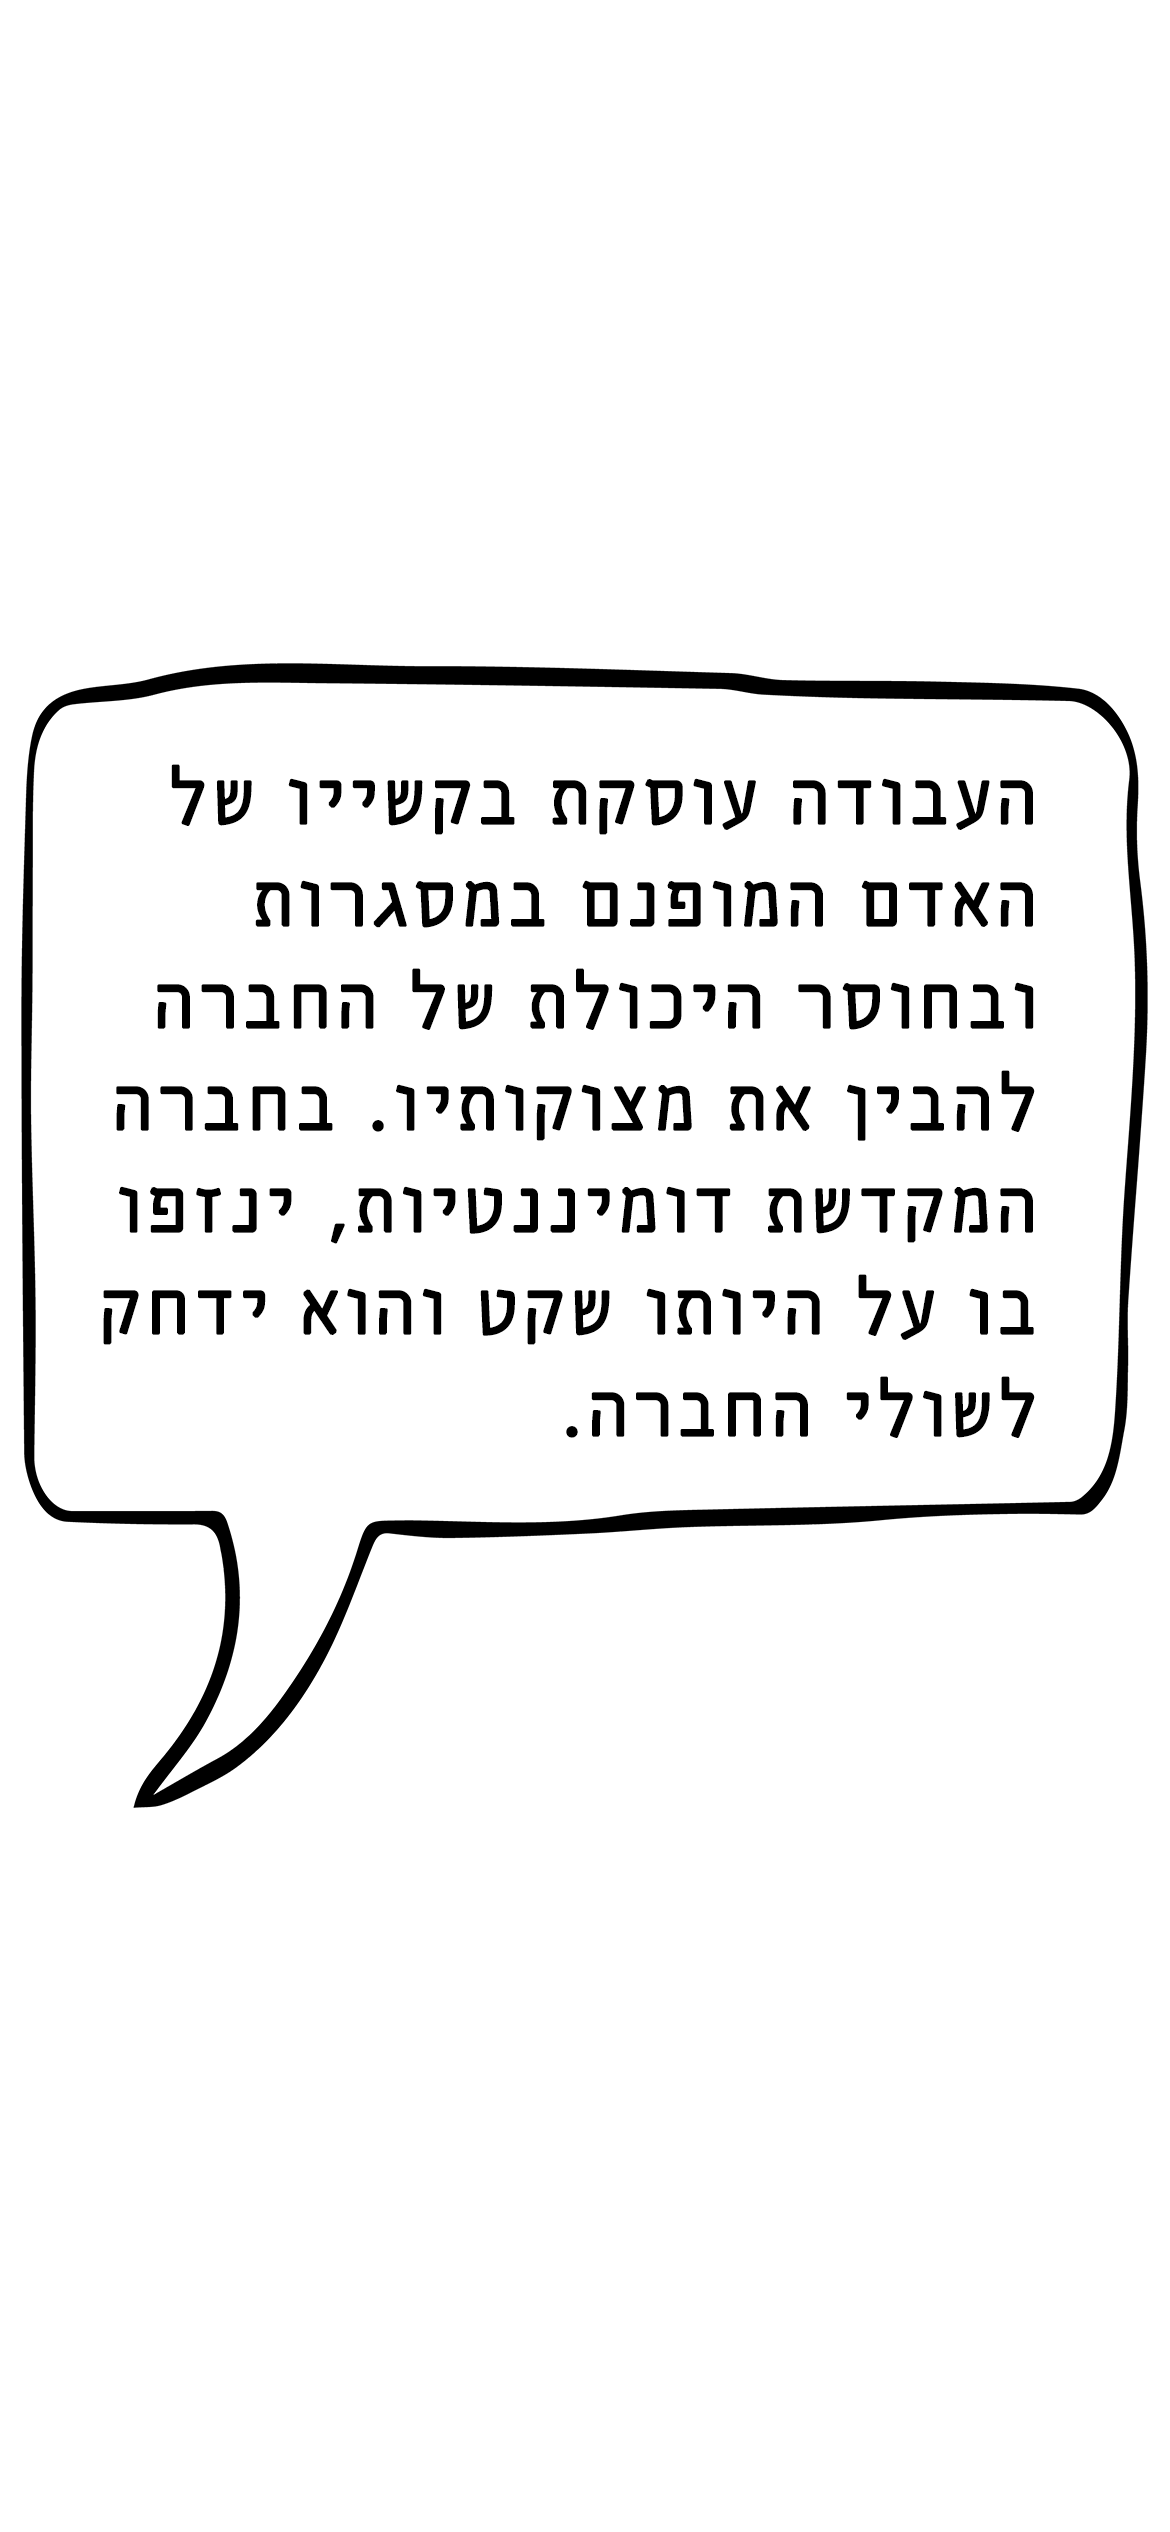 העבודה עוסקת בקשייו של
האדם המופנם במסגרות
ובחוסר היכולת של החברה
להבין את מצוקותיו. בחברה
המקדשת דומיננטיות, ינזפו
בו על היותו שקט והוא ידחק
לשולי החברה.